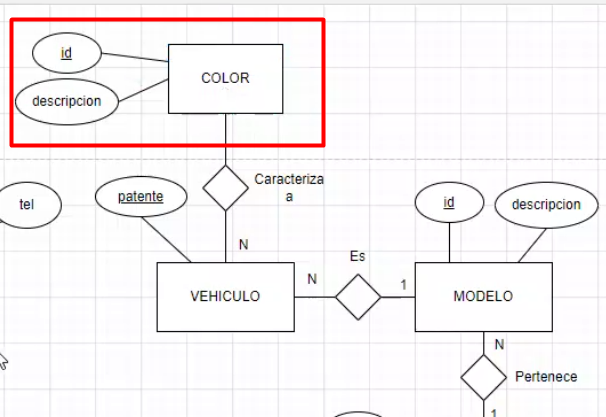 id
COLOR
descripcion
Caracteriza
a
tel
patente
id
descripcion
N
Es
VEHICULO
N
1
MODELO
N
Pertenece
1